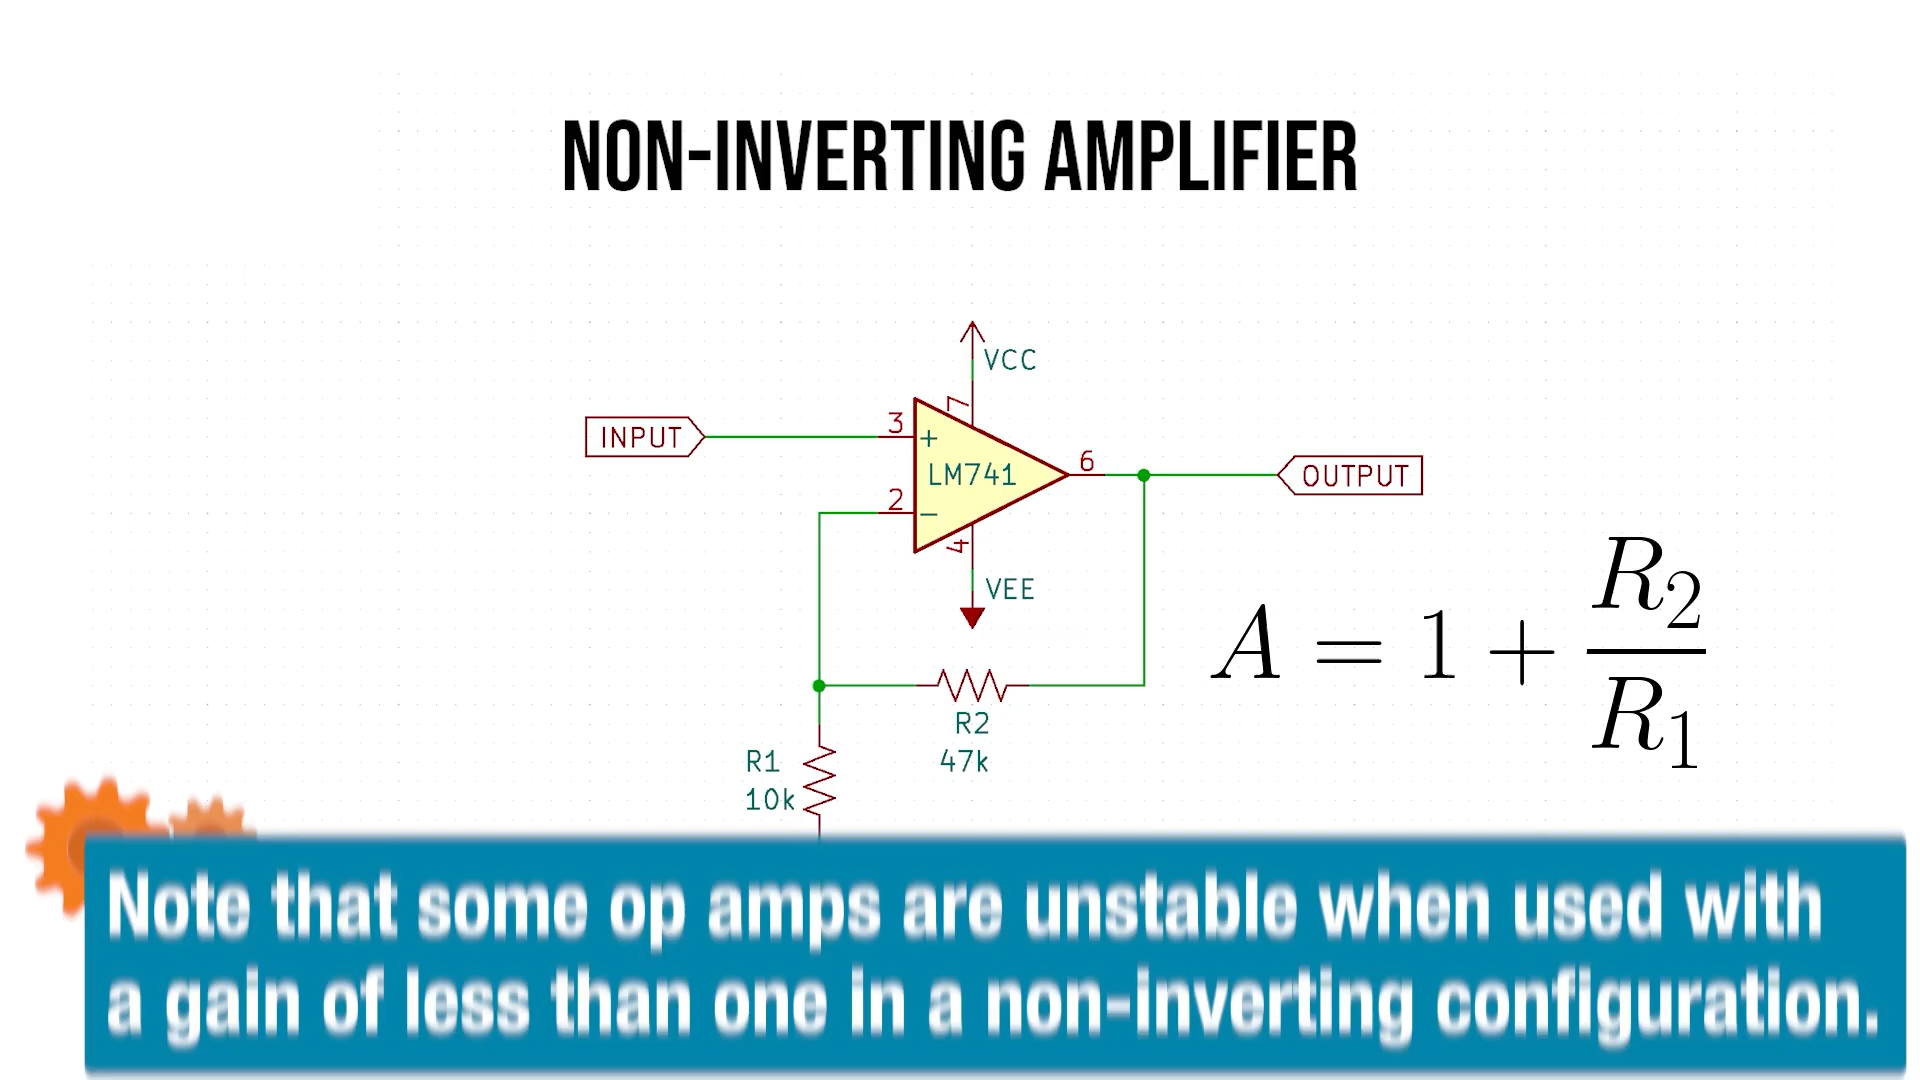 NON-INVERTING AMPLIFIER
VCC
7
INPUT
3
+
LM741
6
OUTPUT
2
−
4
VEE
A = 1 + R2/R1
R2
47k
R1
10k
Note that some op amps are unstable when used with
a gain of less than one in a non-inverting configuration.